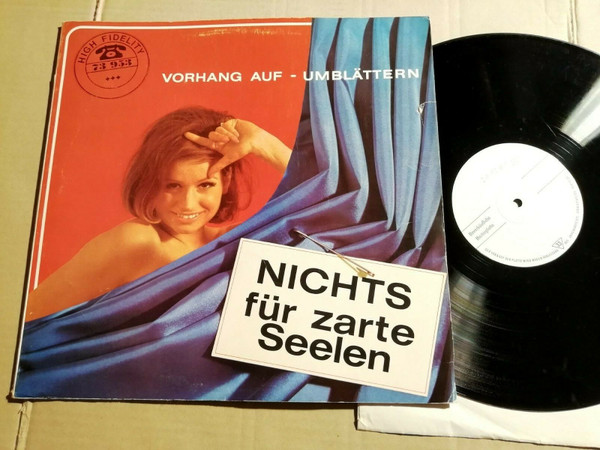 HIGH FIDELITY
73 953
VORHANG AUF - UMBLÄTTERN
NICHTS
für zarte
Seelen